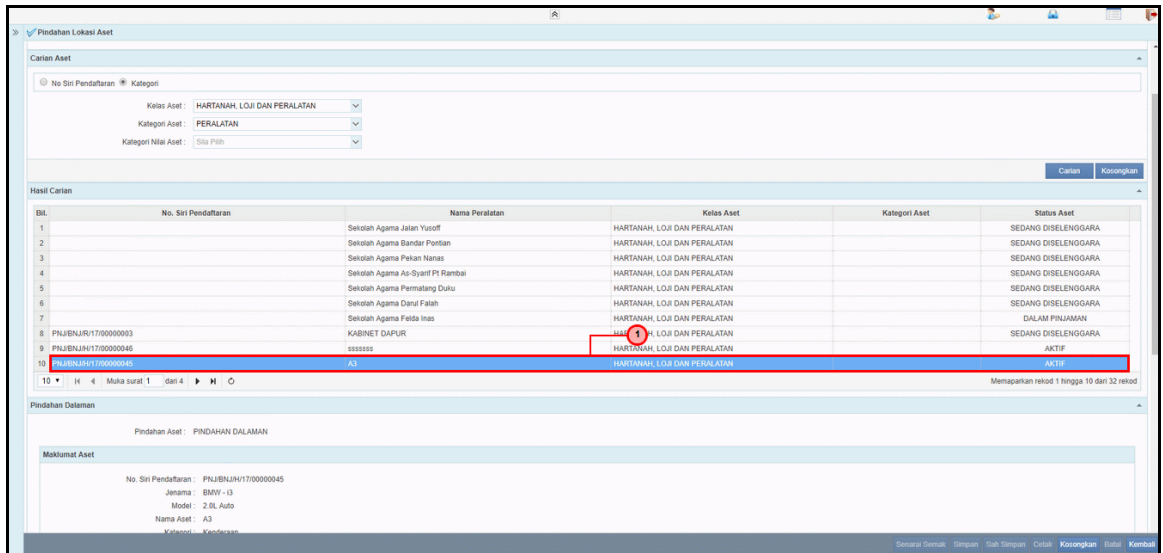 Pindahan Lokasi Aset
Carian Aset
No Siri Pendaftaran Kategori
Kelas Aset : HARTANAH, LOJI DAN PERALATAN
Kategori Aset : PERALATAN
Kategori Nilai Aset : Sila Pilih
Carian Kosongkan
Hasil Carian
Bil. No. Siri Pendaftaran Nama Peralatan Kelas Aset Kategori Aset Status Aset
1 Sekolah Agama Jalan Yusoff HARTANAH, LOJI DAN PERALATAN SEDANG DISELENGGARA
2 Sekolah Agama Bandar Pontian HARTANAH, LOJI DAN PERALATAN SEDANG DISELENGGARA
3 Sekolah Agama Pekan Nanas HARTANAH, LOJI DAN PERALATAN SEDANG DISELENGGARA
4 Sekolah Agama As-Syarif Pt Rambai HARTANAH, LOJI DAN PERALATAN SEDANG DISELENGGARA
5 Sekolah Agama Permatang Duku HARTANAH, LOJI DAN PERALATAN SEDANG DISELENGGARA
6 Sekolah Agama Darul Falah HARTANAH, LOJI DAN PERALATAN SEDANG DISELENGGARA
7 Sekolah Agama Felda Inas HARTANAH, LOJI DAN PERALATAN DALAM PINJAMAN
8 PNJ/BNJ/R/17/00000003 KABINET DAPUR 1 LOJI DAN PERALATAN SEDANG DISELENGGARA
9 PNJ/BNJ/H/17/00000046 sssssss HARTANAH, LOJI DAN PERALATAN AKTIF
10 PNJ/BNJ/H/17/00000045 A3 HARTANAH, LOJI DAN PERALATAN AKTIF
10 Muka surat 1 dari 4 Memaparkan rekod 1 hingga 10 dari 32 rekod
Pindahan Dalaman
Pindahan Aset : PINDAHAN DALAMAN
Maklumat Aset
No. Siri Pendaftaran : PNJ/BNJ/H/17/00000045
Jenama : BMW - i3
Model : 2.0L Auto
Nama Aset : A3
Kategori : Kenderaan
Senarai Semak Simpan Sah Simpan Cetak Kosongkan Batal Kembali